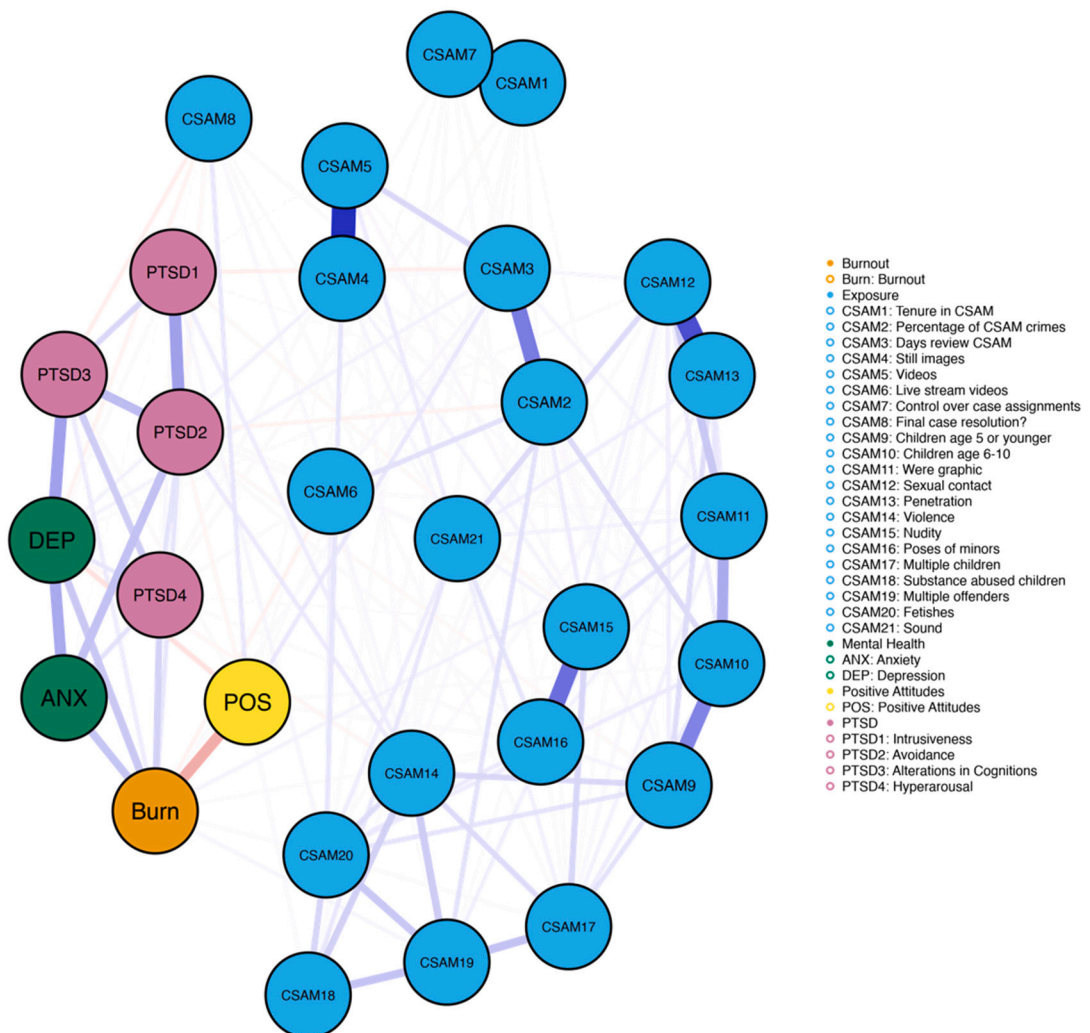 CSAM7
CSAM1
CSAM8
CSAM5
CSAM3
PTSD1
CSAM4
CSAM12
PTSD3
CSAM13
CSAM2
PTSD2
CSAM6
CSAM11
CSAM21
DEP
PTSD4
CSAM15
CSAM10
ANX
POS
CSAM16
CSAM14
CSAM9
Burn
CSAM20
CSAM17
CSAM19
CSAM18
Burnout
Burn: Burnout
Exposure
CSAM1: Tenure in CSAM
CSAM2: Percentage of CSAM crimes
CSAM3: Days review CSAM
CSAM4: Still images
CSAM5: Videos
CSAM6: Live stream videos
CSAM7: Control over case assignments
CSAM8: Final case resolution?
CSAM9: Children age 5 or younger
CSAM10: Children age 6-10
CSAM11: Were graphic
CSAM12: Sexual contact
CSAM13: Penetration
CSAM14: Violence
CSAM15: Nudity
CSAM16: Poses of minors
CSAM17: Multiple children
CSAM18: Substance abused children
CSAM19: Multiple offenders
CSAM20: Fetishes
CSAM21: Sound
Mental Health
ANX: Anxiety
DEP: Depression
Positive Attitudes
POS: Positive Attitudes
PTSD
PTSD1: Intrusiveness
PTSD2: Avoidance
PTSD3: Alterations in Cognitions
PTSD4: Hyperarousal